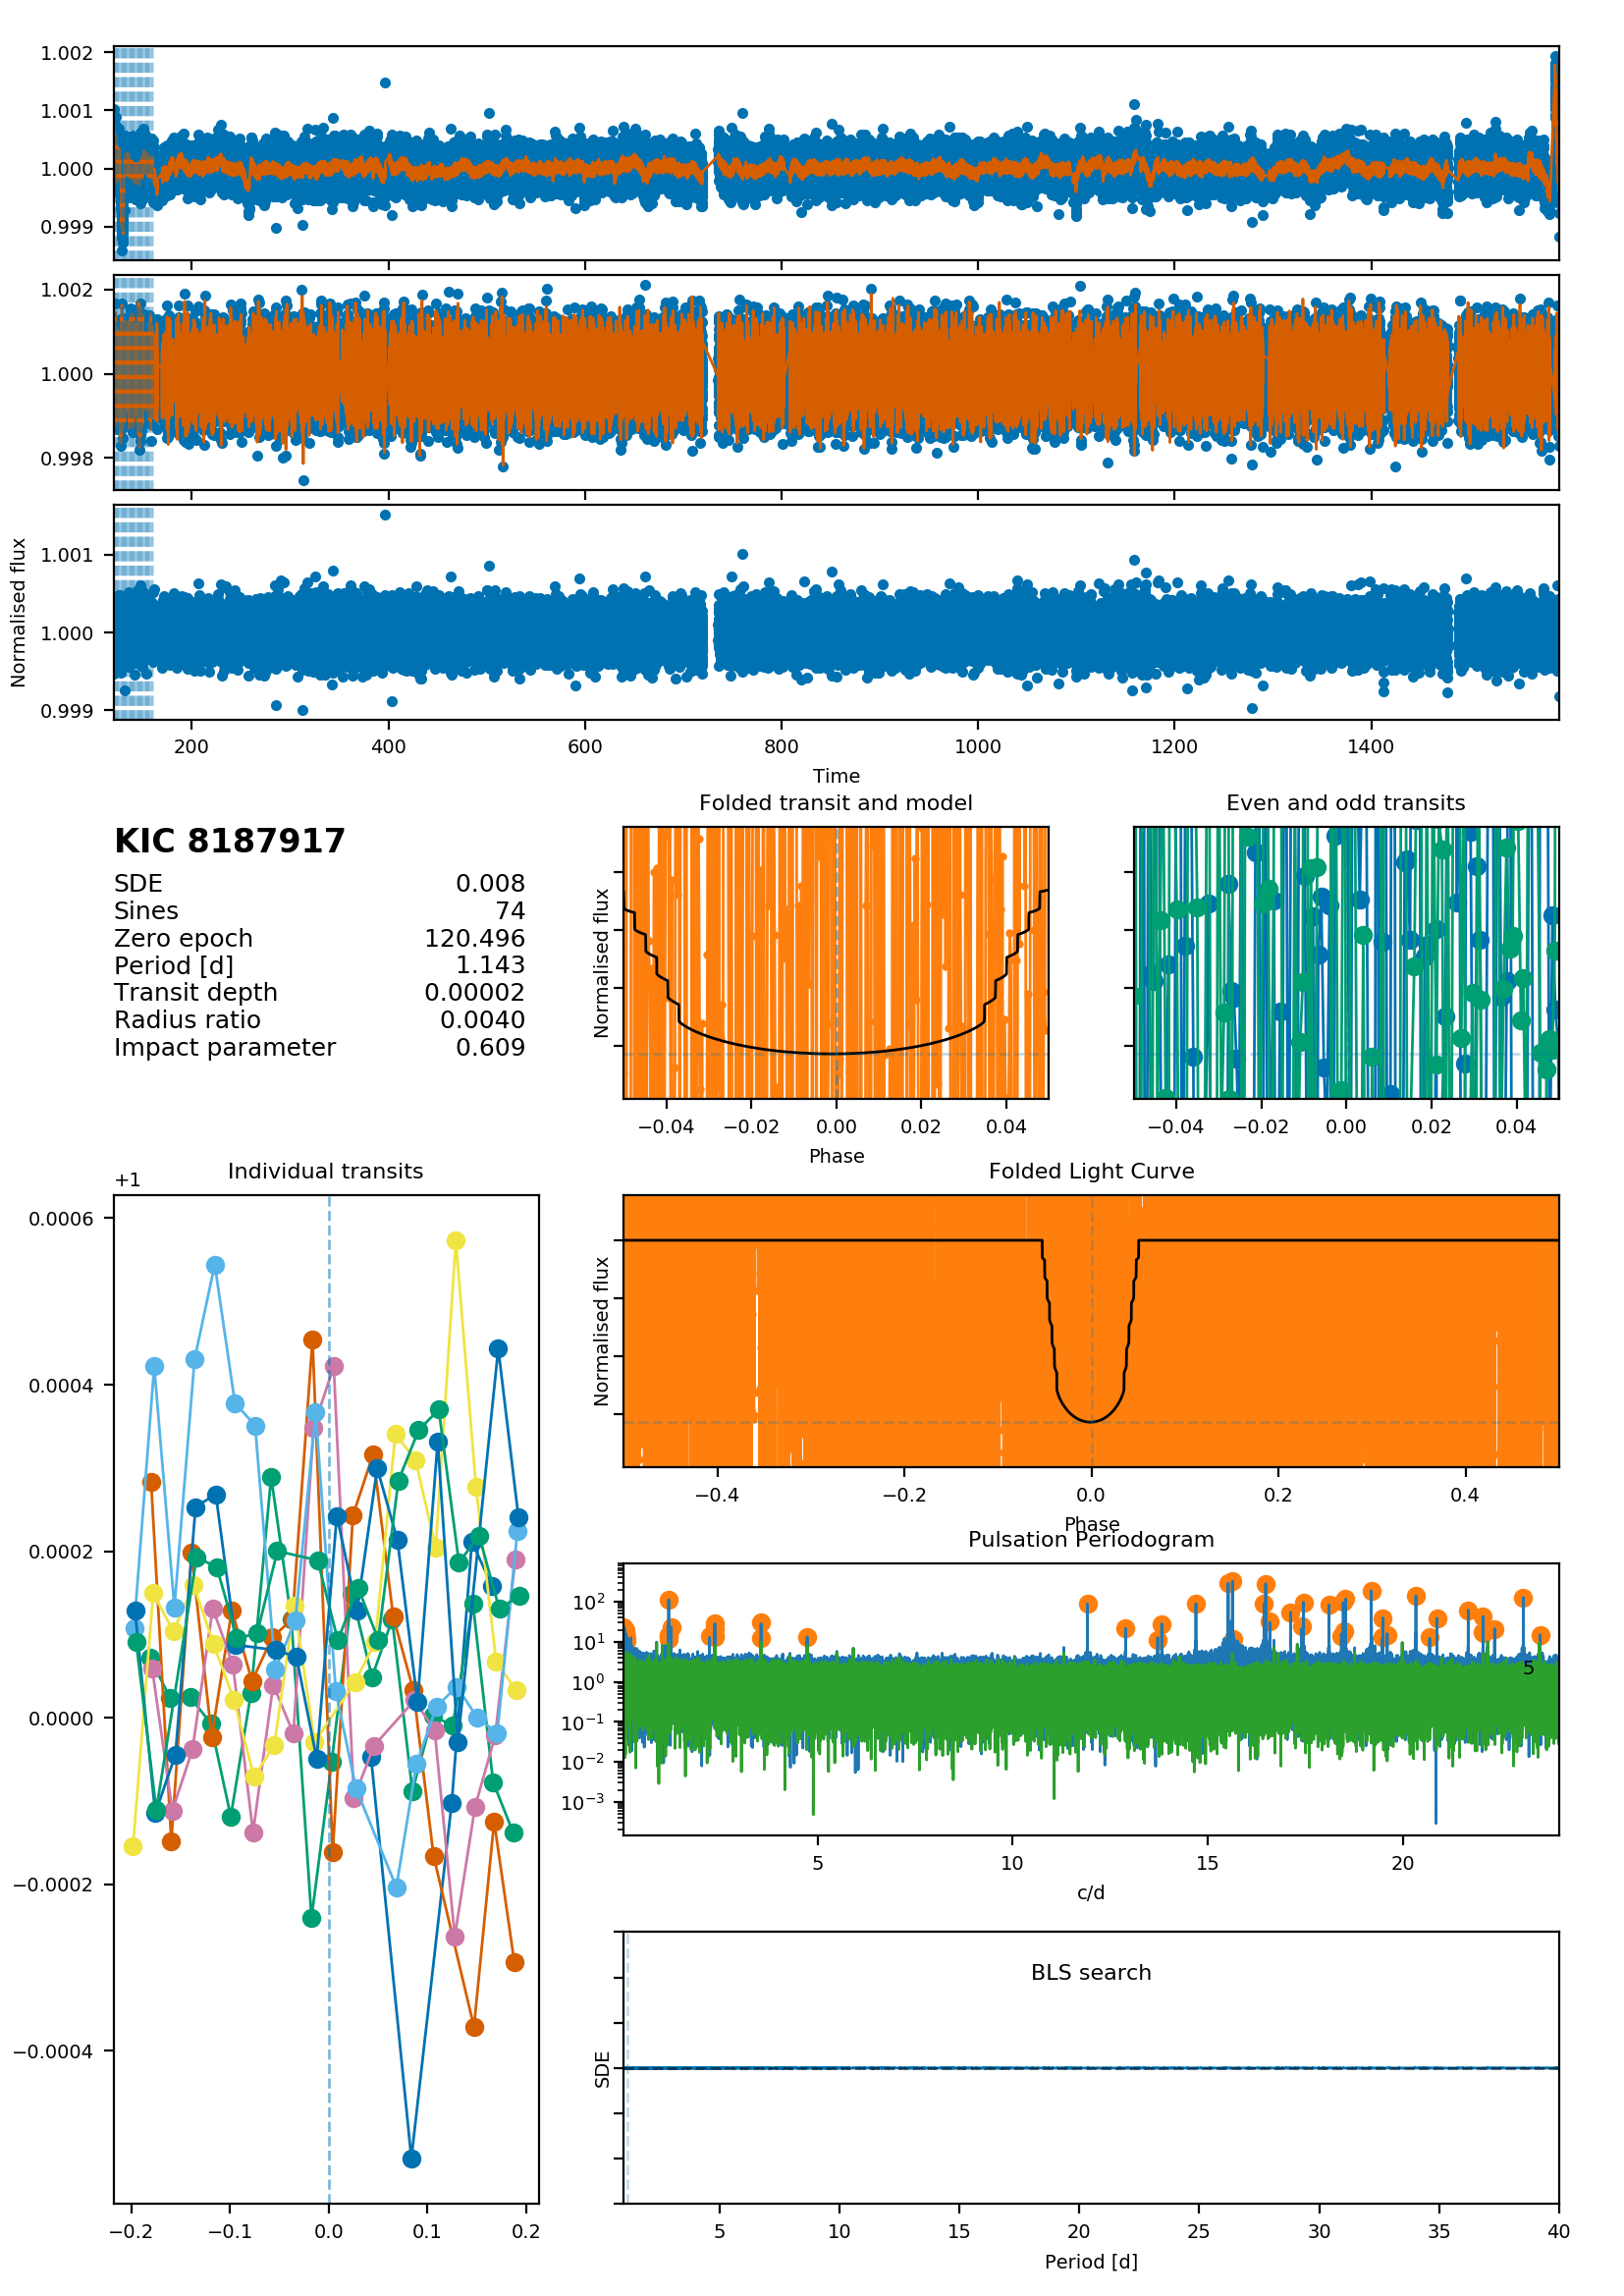 1.002
1.001
1.000
0.999
1.002
1.000
0.998
1.001
1.000
0.999
Normalised flux
200 400 600 800 1000 1200 1400
Time
KIC 8187917
SDE 0.008
Sines 74
Zero epoch 120.496
Period [d] 1.143
Transit depth 0.00002
Radius ratio 0.0040
Impact parameter 0.609
Folded transit and model
Normalised flux
−0.04 −0.02 0.00 0.02 0.04
Phase
Even and odd transits
−0.04 −0.02 0.00 0.02 0.04
Individual transits
+1
0.0006
0.0004
0.0002
0.0000
−0.0002
−0.0004
−0.2 −0.1 0.0 0.1 0.2
Folded Light Curve
Normalised flux
−0.4 −0.2 0.0 0.2 0.4
Phase
Pulsation Periodogram
10²
10¹
10⁰
10⁻¹
10⁻²
10⁻³
5
5 10 15 20
c/d
BLS search
SDE
5 10 15 20 25 30 35 40
Period [d]